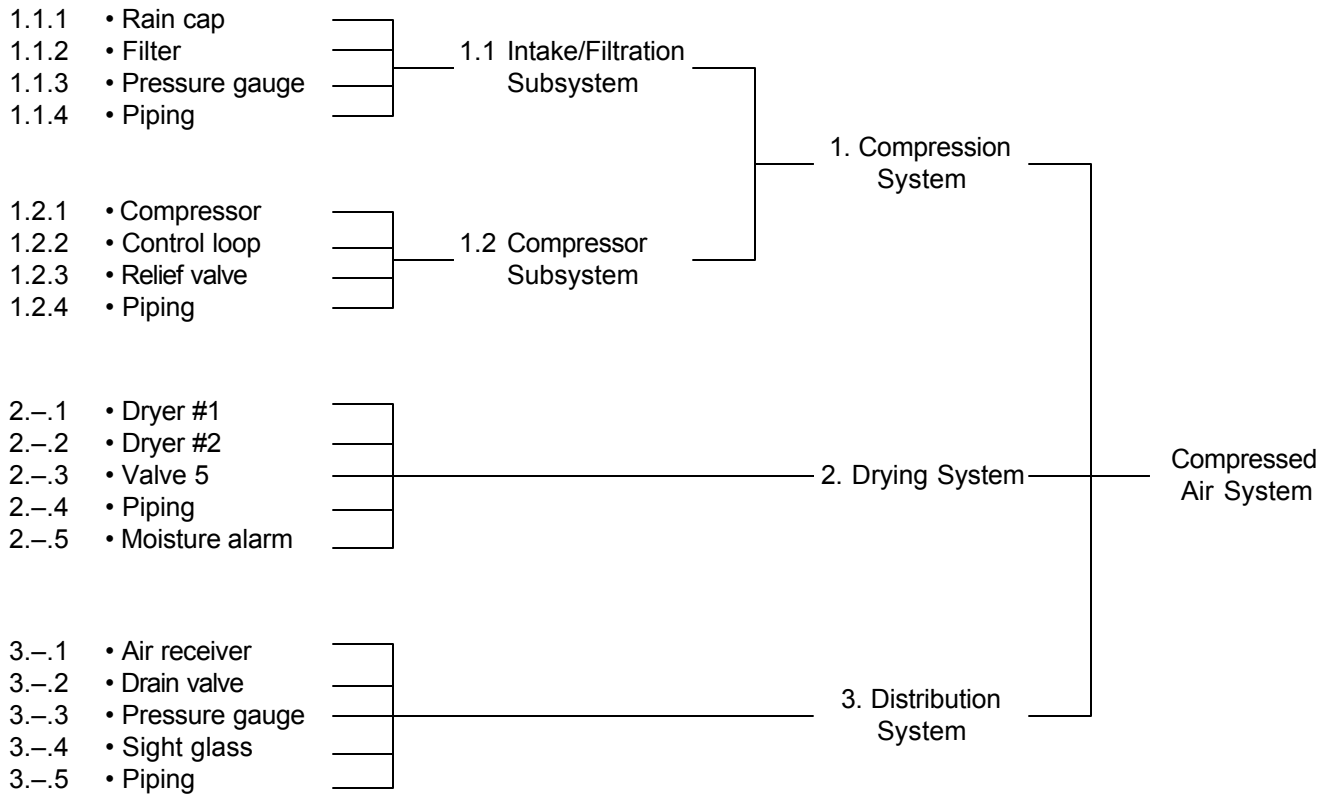 1.1.1 • Rain cap
1.1.2 • Filter
1.1.3 • Pressure gauge
1.1.4 • Piping
1.1 Intake/Filtration
Subsystem
1.2.1 • Compressor
1.2.2 • Control loop
1.2.3 • Relief valve
1.2.4 • Piping
1.2 Compressor
Subsystem
1. Compression
System
2.–.1 • Dryer #1
2.–.2 • Dryer #2
2.–.3 • Valve 5
2.–.4 • Piping
2.–.5 • Moisture alarm
2. Drying System
3.–.1 • Air receiver
3.–.2 • Drain valve
3.–.3 • Pressure gauge
3.–.4 • Sight glass
3.–.5 • Piping
3. Distribution
System
Compressed
Air System